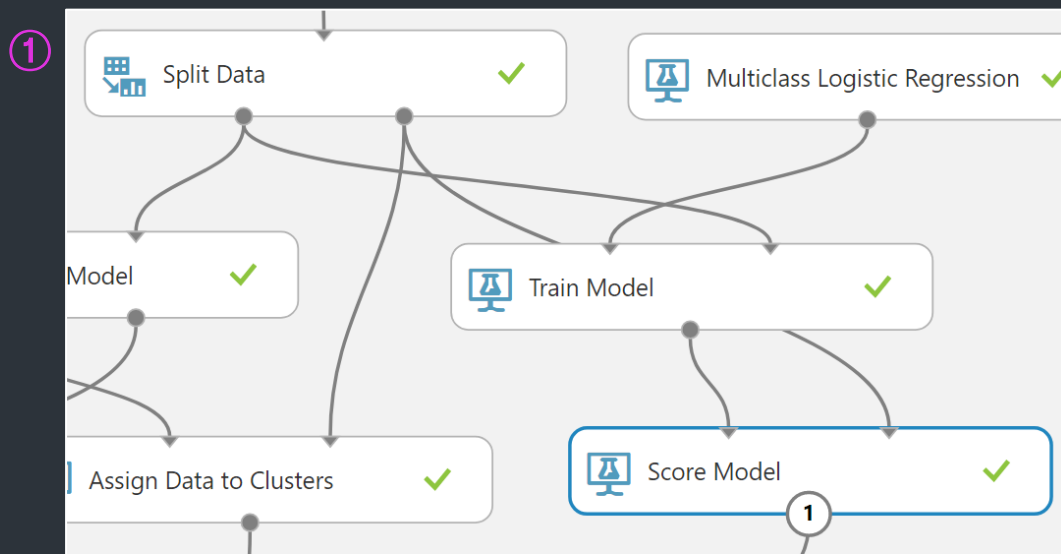 ①
Split Data
Multiclass Logistic Regression
Model
Train Model
Assign Data to Clusters
Score Model
1